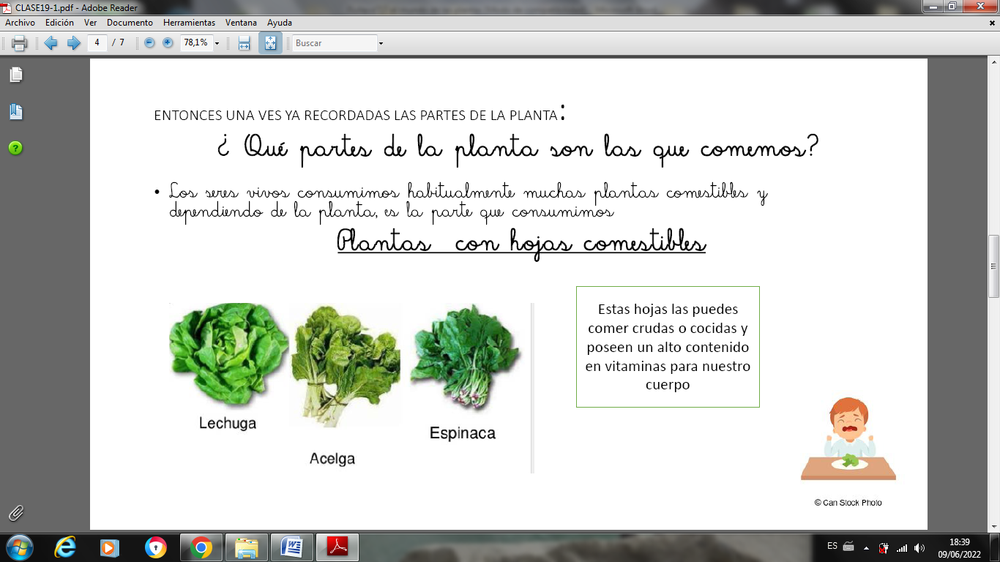 CLASE19-1.pdf - Adobe Reader
Archivo Edición Ver Documento Herramientas Ventana Ayuda
4 / 7 78,1% Buscar
ENTONCES UNA VES YA RECORDADAS LAS PARTES DE LA PLANTA:
¿ Qué partes de la planta son las que comemos?
• Los seres vivos consumimos habitualmente muchas plantas comestibles y
dependiendo de la planta, es la parte que consumimos
Plantas con hojas comestibles
Estas hojas las puedes
comer crudas o cocidas y
poseen un alto contenido
en vitaminas para nuestro
cuerpo
Lechuga
Espinaca
Acelga
© Can Stock Photo
ES
18:39
09/06/2022